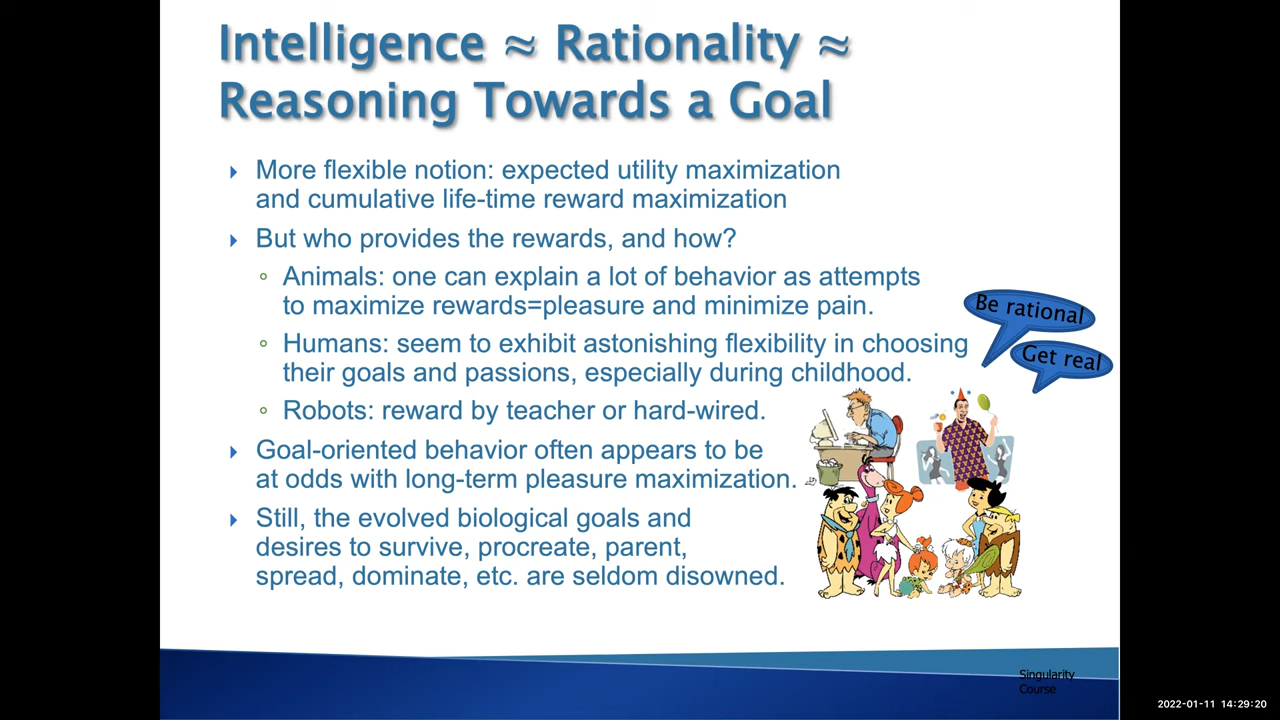 Intelligence ≈ Rationality ≈
Reasoning Towards a Goal
More flexible notion: expected utility maximization
and cumulative life-time reward maximization
But who provides the rewards, and how?
Animals: one can explain a lot of behavior as attempts
to maximize rewards=pleasure and minimize pain.
Humans: seem to exhibit astonishing flexibility in choosing
their goals and passions, especially during childhood.
Robots: reward by teacher or hard-wired.
Goal-oriented behavior often appears to be
at odds with long-term pleasure maximization.
Still, the evolved biological goals and
desires to survive, procreate, parent,
spread, dominate, etc. are seldom disowned.
Be rational
Get real
Singularity
Course
2022-01-11 14:29:20